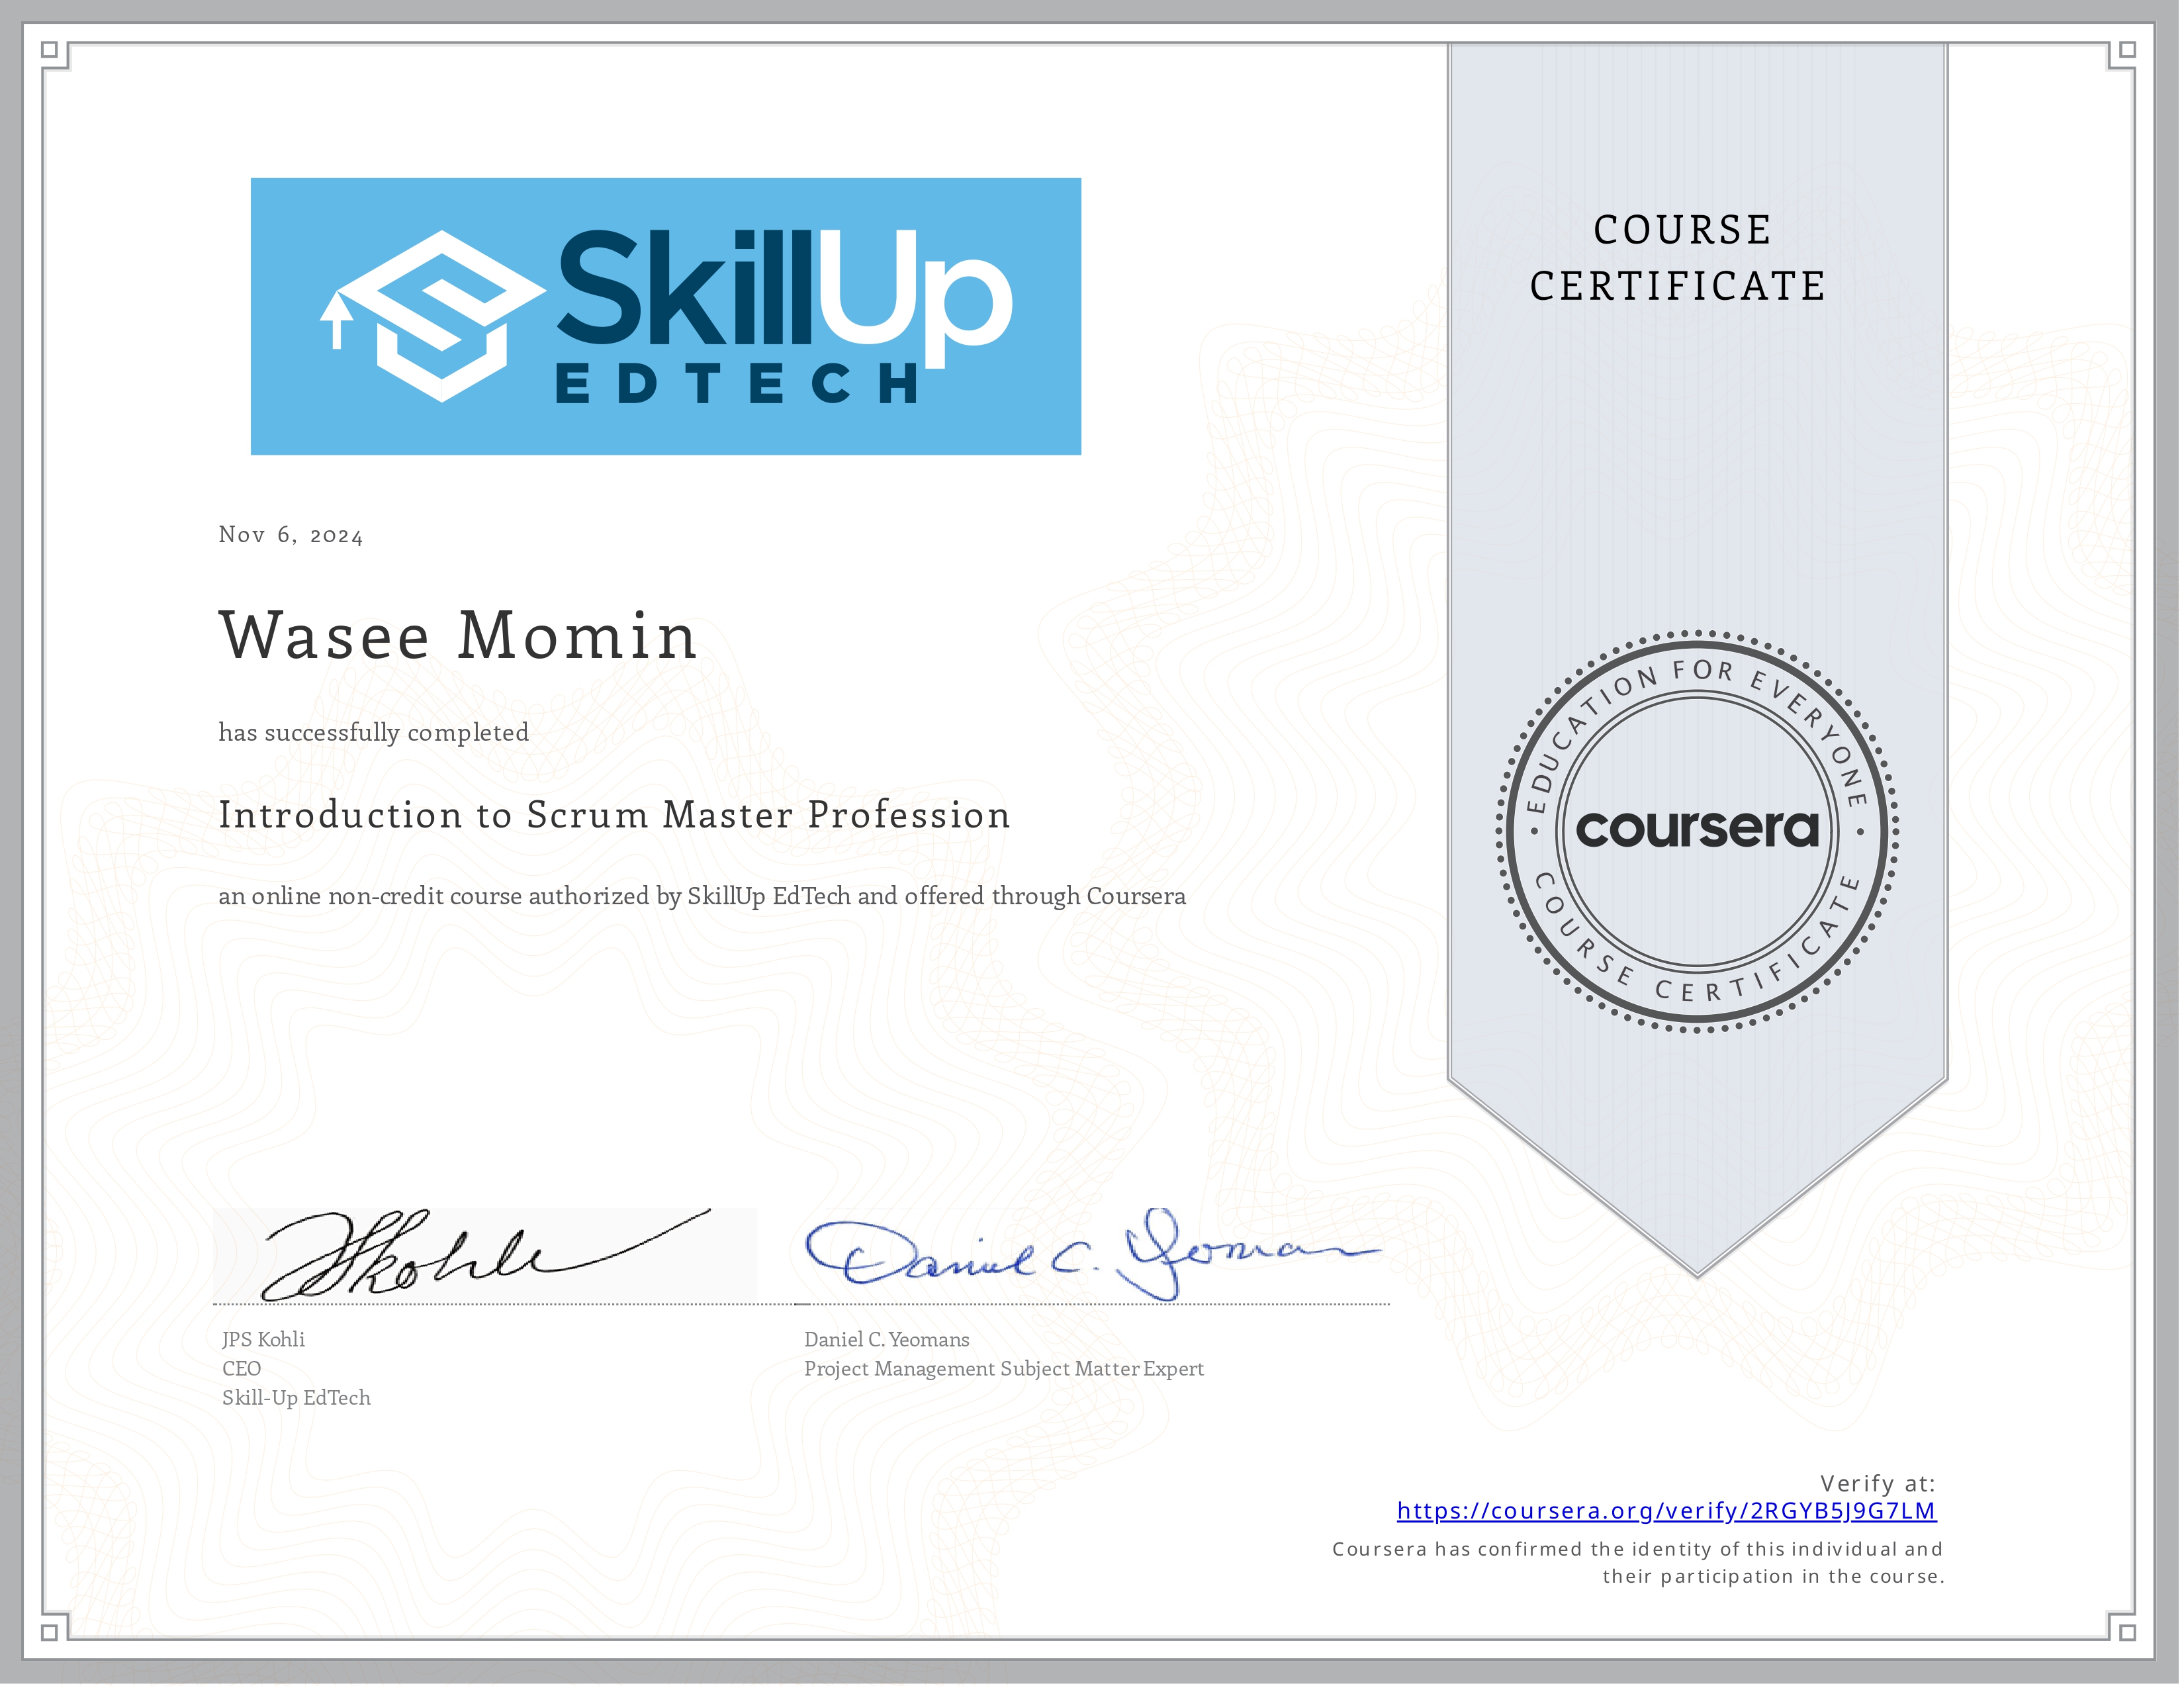 SkillUp
EDTECH
COURSE
CERTIFICATE
Nov 6, 2024
Wasee Momin
has successfully completed
Introduction to Scrum Master Profession
an online non-credit course authorized by SkillUp EdTech and offered through Coursera
• EDUCATION FOR EVERYONE •
coursera
COURSE CERTIFICATE
JPS Kohli
CEO
Skill-Up EdTech
Daniel C. Yeoman
Daniel C. Yeomans
Project Management Subject Matter Expert
Verify at:
https://coursera.org/verify/2RGYB5J9G7LM
Coursera has confirmed the identity of this individual and
their participation in the course.